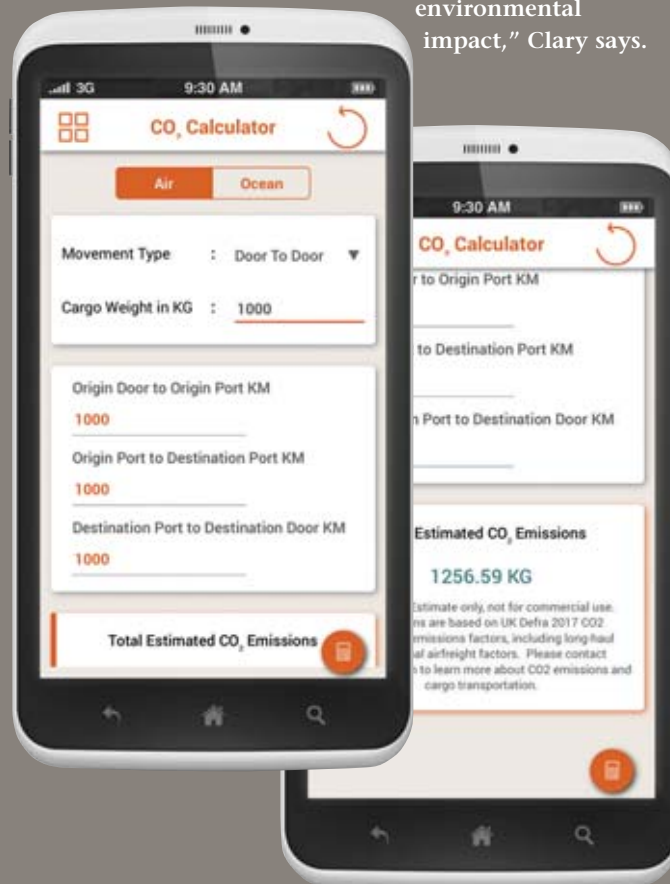 environmental
impact,” Clary says.
3G 9:30 AM
CO₂ Calculator
Air Ocean
Movement Type : Door To Door
Cargo Weight in KG : 1000
Origin Door to Origin Port KM
1000
Origin Port to Destination Port KM
1000
Destination Port to Destination Door KM
1000
Total Estimated CO₂ Emissions
9:30 AM
CO₂ Calculator
to Origin Port KM
to Destination Port KM
Port to Destination Door KM
Estimated CO₂ Emissions
1256.59 KG
Estimate only, not for commercial use.
are based on UK Defra 2017 CO2
emissions factors, including long-haul
airfreight factors. Please contact
to learn more about CO2 emissions and
cargo transportation.